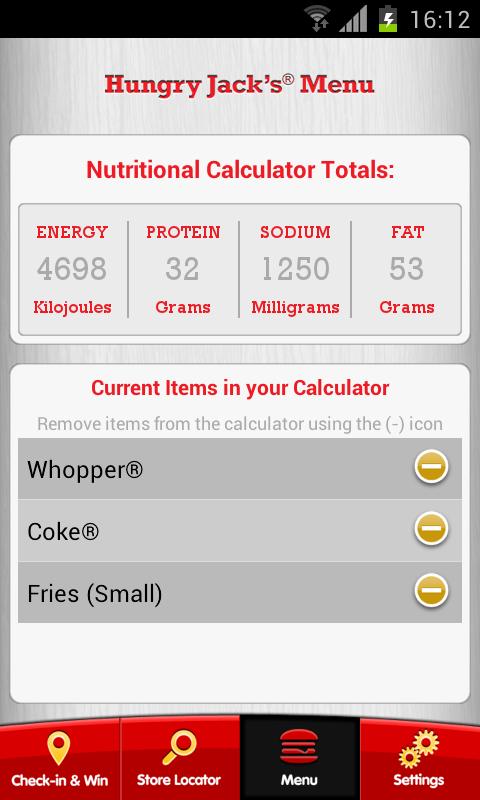 16:12
Hungry Jack's® Menu
Nutritional Calculator Totals:
ENERGY PROTEIN SODIUM FAT
4698 32 1250 53
Kilojoules Grams Milligrams Grams
Current Items in your Calculator
Remove items from the calculator using the (-) icon
Whopper®
Coke®
Fries (Small)
Check-in & Win Store Locator Menu Settings